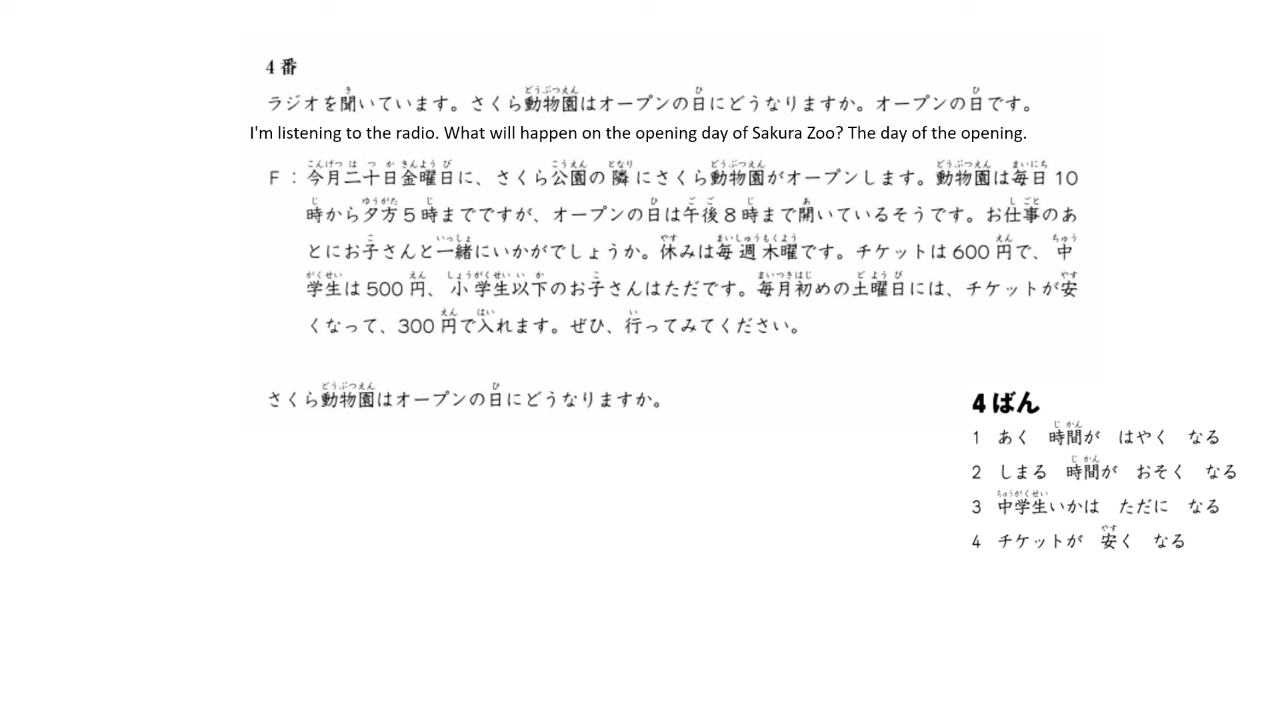 4番
ラジオを聞いています。さくら動物園はオープンの日にどうなりますか。オープンの日です。
I'm listening to the radio. What will happen on the opening day of Sakura Zoo? The day of the opening.
F：今月二十日金曜日に、さくら公園の隣にさくら動物園がオープンします。動物園は毎日10
時から夕方5時までですが、オープンの日は午後8時まで開いているそうです。お仕事のあ
とにお子さんと一緒にいかがでしょうか。休みは毎週木曜です。チケットは600円で、中
学生は500円、小学生以下のお子さんはただです。毎月初めの土曜日には、チケットが安
くなって、300円で入れます。ぜひ、行ってみてください。
さくら動物園はオープンの日にどうなりますか。
4ばん
1 あく 時間が はやく なる
2 しまる 時間が おそく なる
3 中学生いかは ただに なる
4 チケットが 安く なる